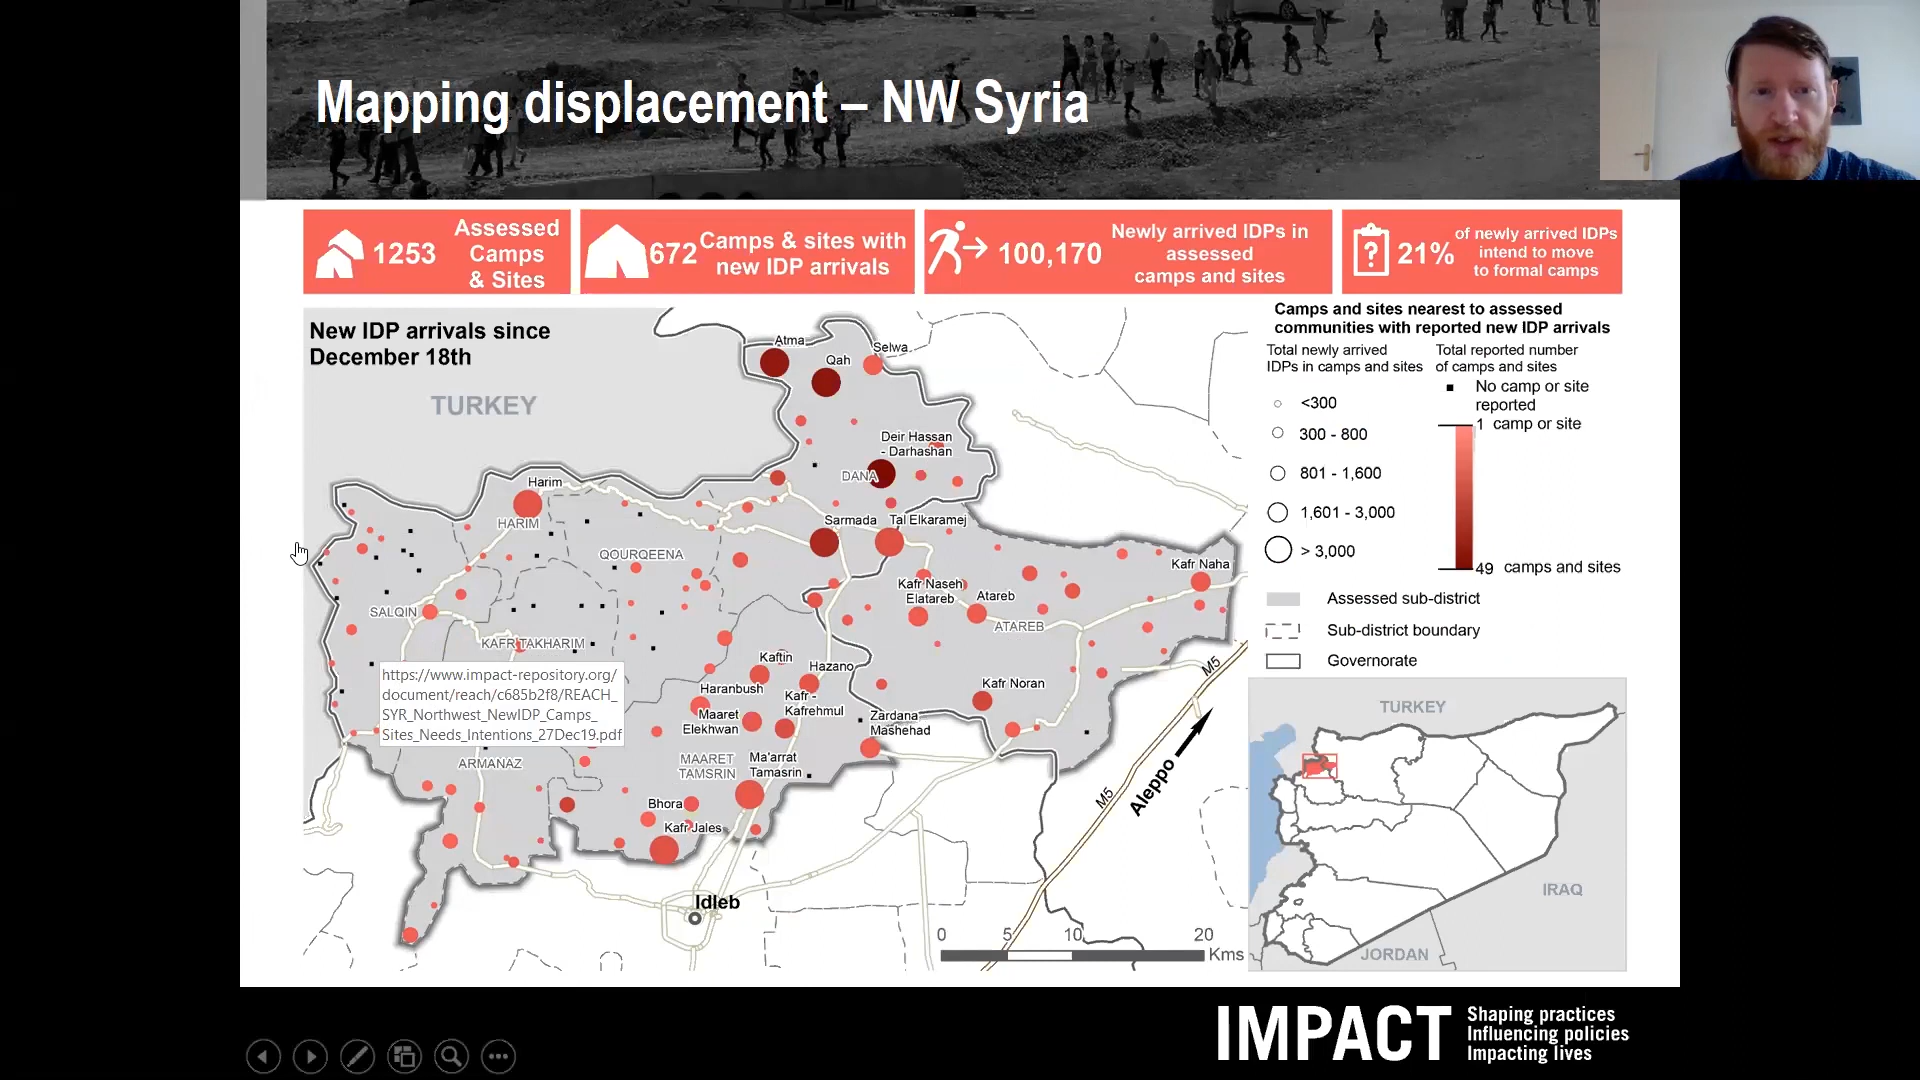 Mapping displacement – NW Syria
1253
Assessed
Camps
& Sites
672
Camps & sites with
new IDP arrivals
100,170
Newly arrived IDPs in
assessed
camps and sites
?
21%
of newly arrived IDPs
intend to move
to formal camps
New IDP arrivals since
December 18th
TURKEY
Atma
Qah
Selwa
Deir Hassan
- Darhashan
DANA
Harim
HARIM
Sarmada
Tal Elkaramej
QOURQEENA
Kafr Naha
Kafr Naseh
Elatareb
Atareb
ATAREB
SALQIN
KAFR TAKHARIM
Kaftin
Hazano
Haranbush
Kafr -
Kafrehmul
Kafr Noran
Maaret
Elekhwan
Zardana
Mashehad
https://www.impact-repository.org/
document/reach/c685b2f8/REACH_
SYR_Northwest_NewIDP_Camps_
Sites_Needs_Intentions_27Dec19.pdf
ARMANAZ
MAARET
TAMSRIN
Ma'arrat
Tamasrin
Bhora
Kafr Jales
Idleb
M5
M5
Aleppo
0 5 10 20
Kms
Camps and sites nearest to assessed
communities with reported new IDP arrivals
Total newly arrived
IDPs in camps and sites
<300
300 - 800
801 - 1,600
1,601 - 3,000
> 3,000
Total reported number
of camps and sites
No camp or site
reported
1 camp or site
49 camps and sites
Assessed sub-district
Sub-district boundary
Governorate
TURKEY
IRAQ
JORDAN
IMPACT
Shaping practices
Influencing policies
Impacting lives